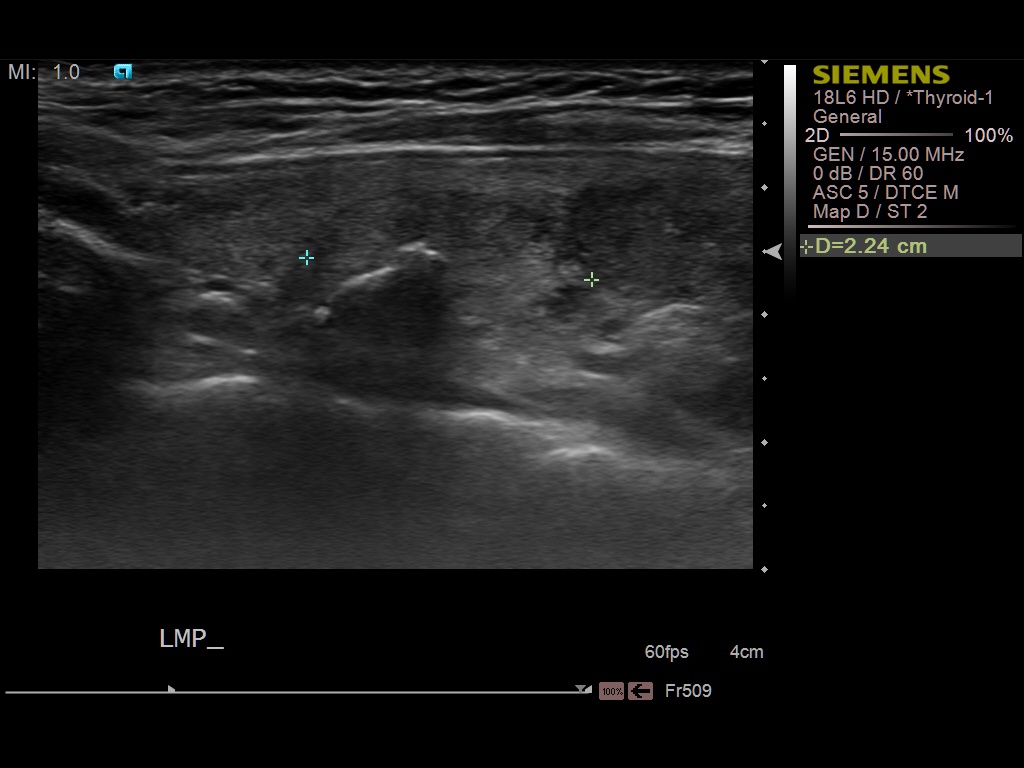 MI: 1.0
SIEMENS
18L6 HD / *Thyroid-1
General
2D 100%
GEN / 15.00 MHz
0 dB / DR 60
ASC 5 / DTCE M
Map D / ST 2
D=2.24 cm
LMP_
60fps 4cm
100% Fr509